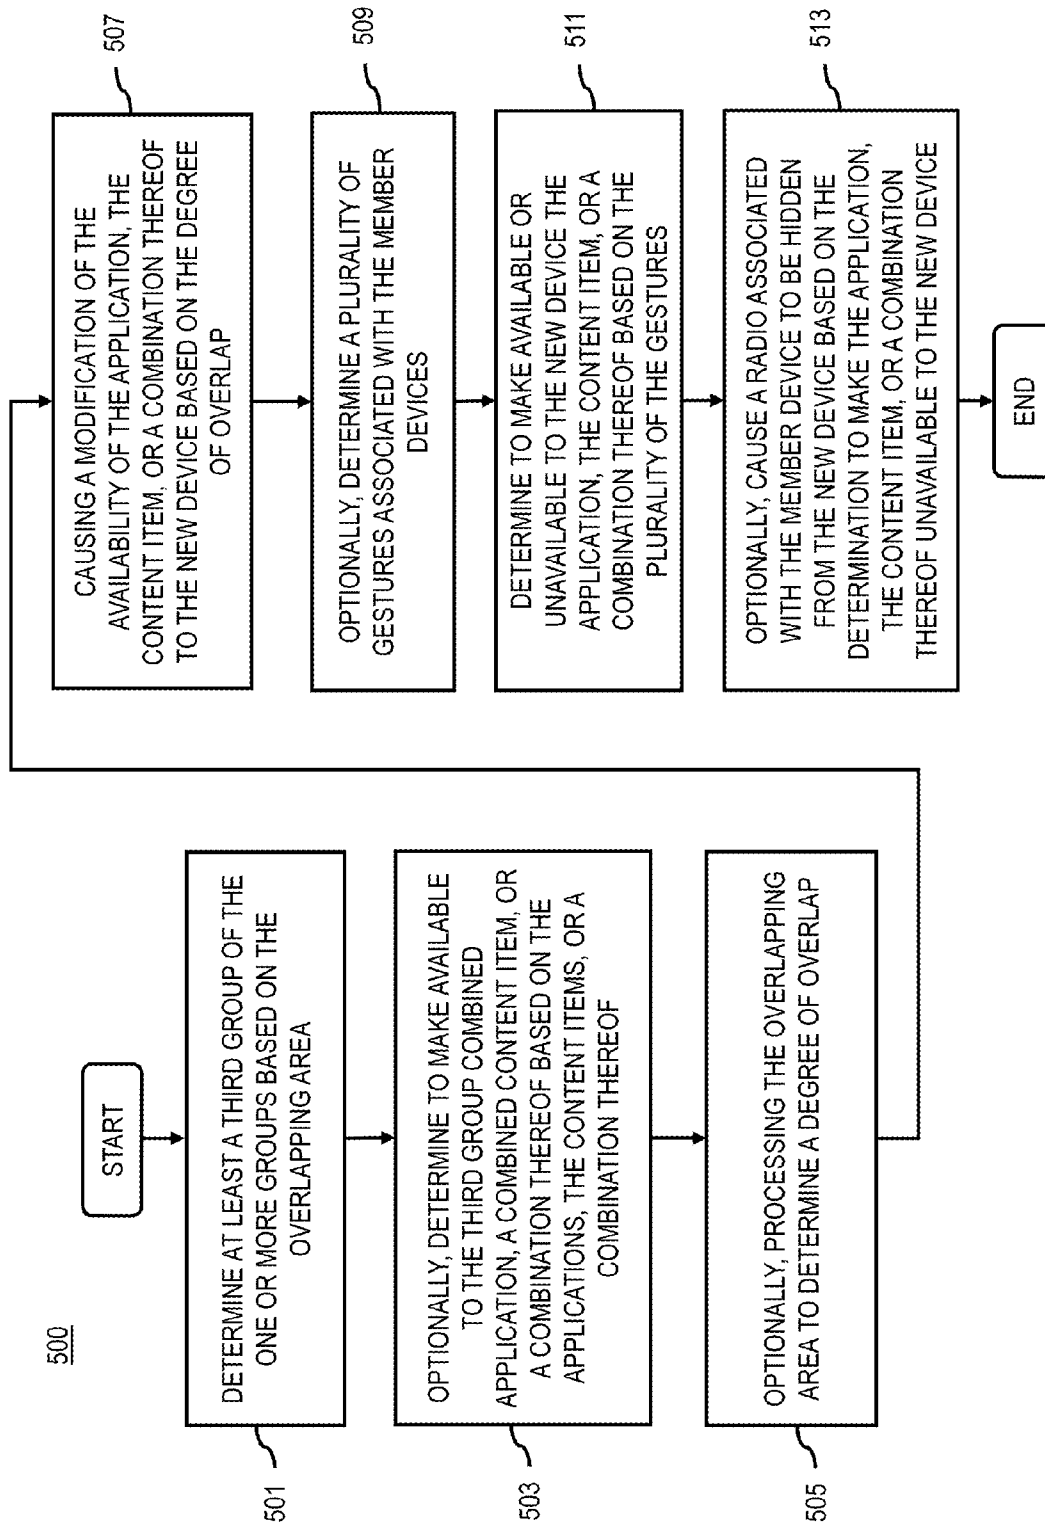 500
START
DETERMINE AT LEAST A THIRD GROUP OF THE
ONE OR MORE GROUPS BASED ON THE
OVERLAPPING AREA
501
OPTIONALLY, DETERMINE TO MAKE AVAILABLE
TO THE THIRD GROUP COMBINED
APPLICATION, A COMBINED CONTENT ITEM, OR
A COMBINATION THEREOF BASED ON THE
APPLICATIONS, THE CONTENT ITEMS, OR A
COMBINATION THEREOF
503
OPTIONALLY, PROCESSING THE OVERLAPPING
AREA TO DETERMINE A DEGREE OF OVERLAP
505
CAUSING A MODIFICATION OF THE
AVAILABILITY OF THE APPLICATION, THE
CONTENT ITEM, OR A COMBINATION THEREOF
TO THE NEW DEVICE BASED ON THE DEGREE
OF OVERLAP
507
OPTIONALLY, DETERMINE A PLURALITY OF
GESTURES ASSOCIATED WITH THE MEMBER
DEVICES
509
DETERMINE TO MAKE AVAILABLE OR
UNAVAILABLE TO THE NEW DEVICE THE
APPLICATION, THE CONTENT ITEM, OR A
COMBINATION THEREOF BASED ON THE
PLURALITY OF THE GESTURES
511
OPTIONALLY, CAUSE A RADIO ASSOCIATED
WITH THE MEMBER DEVICE TO BE HIDDEN
FROM THE NEW DEVICE BASED ON THE
DETERMINATION TO MAKE THE APPLICATION,
THE CONTENT ITEM, OR A COMBINATION
THEREOF UNAVAILABLE TO THE NEW DEVICE
513
END